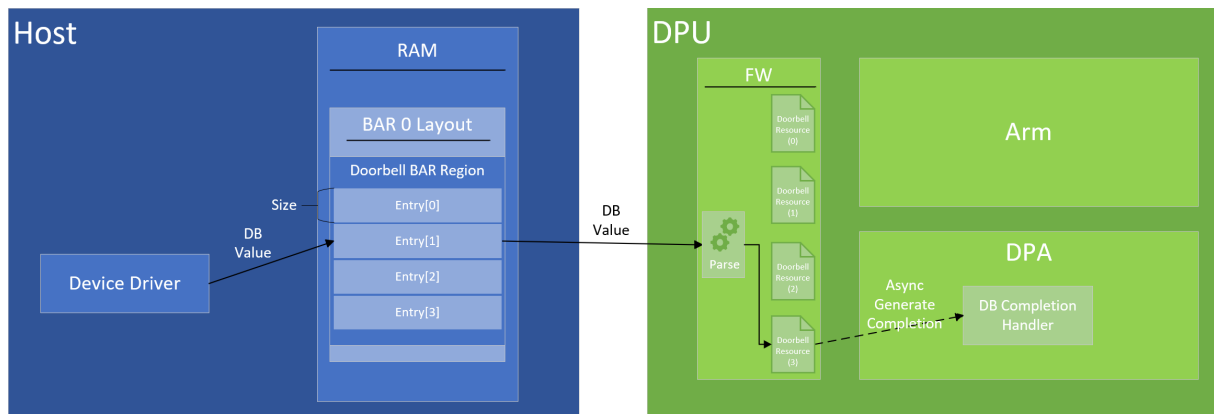 Host
RAM
BAR 0 Layout
Doorbell BAR Region
Size
Entry[0]
DB
Value
Entry[1]
Device Driver
Entry[2]
Entry[3]
DB
Value
DPU
FW
Doorbell
Resource
(0)
Doorbell
Resource
(1)
Parse
Doorbell
Resource
(2)
Doorbell
Resource
(3)
Arm
DPA
Async
Generate
Completion
DB Completion
Handler